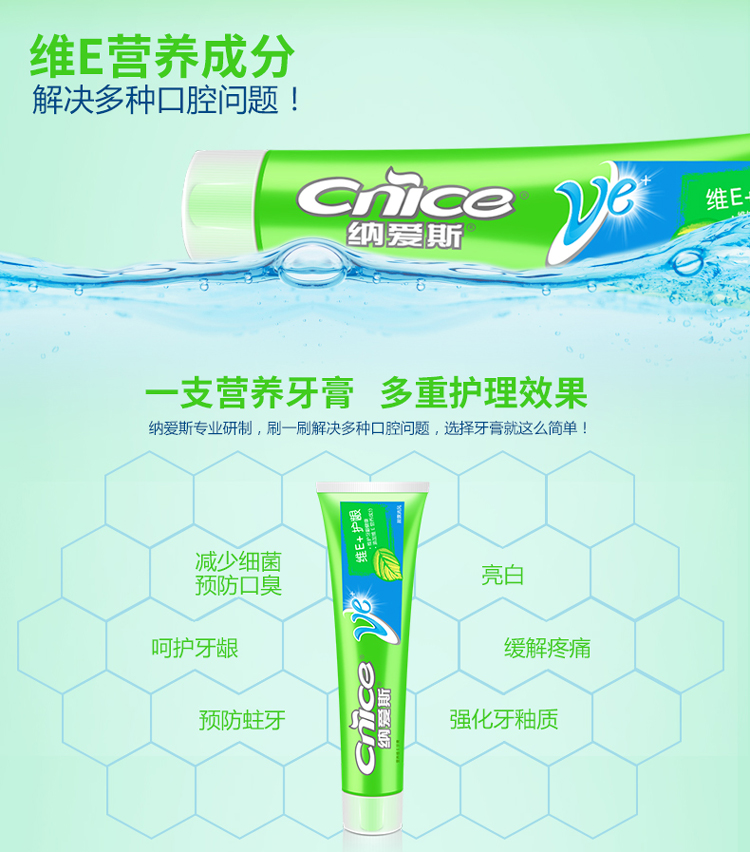 维E营养成分
解决多种口腔问题！
cnice®
纳爱斯®
Ve+
维E+
一支营养牙膏 多重护理效果
纳爱斯专业研制，刷一刷解决多种口腔问题，选择牙膏就这么简单！
减少细菌
预防口臭
亮白
呵护牙龈
缓解疼痛
预防蛀牙
强化牙釉质
维E+ 护龈
Ve
cnice
纳爱斯